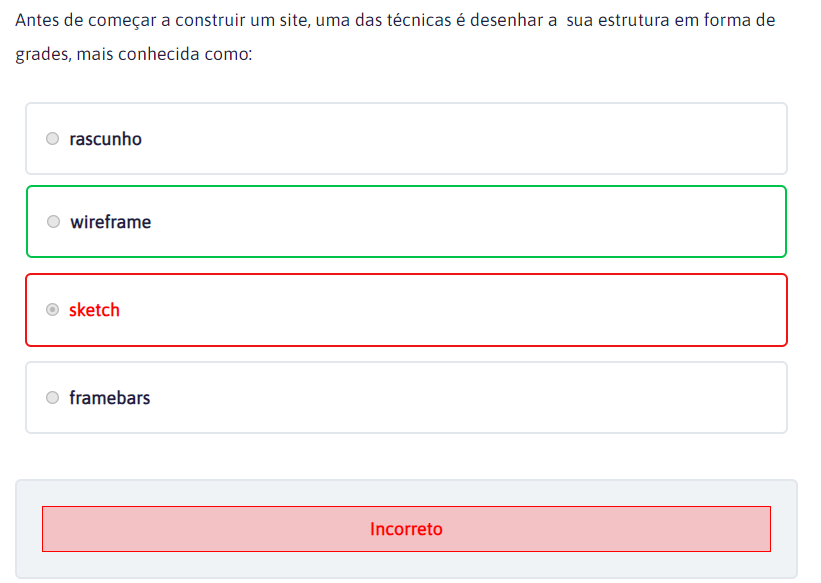 Antes de começar a construir um site, uma das técnicas é desenhar a sua estrutura em forma de
grades, mais conhecida como:
rascunho
wireframe
sketch
framebars
Incorreto